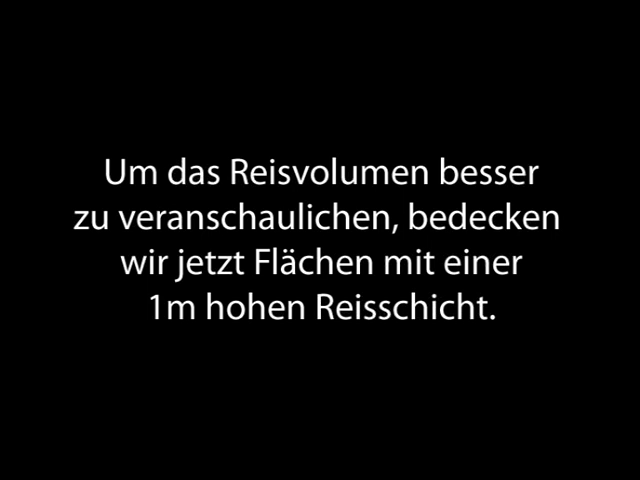 Um das Reisvolumen besser
zu veranschaulichen, bedecken
wir jetzt Flächen mit einer
1m hohen Reisschicht.